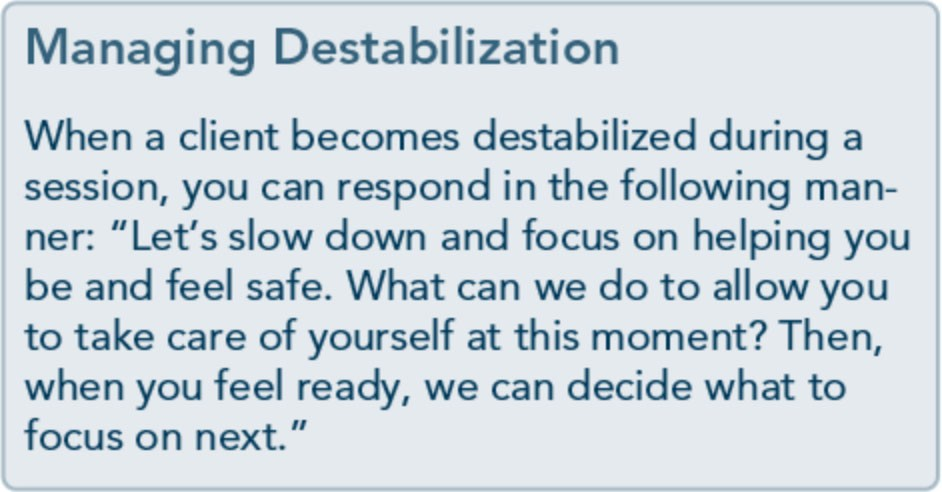 Managing Destabilization
When a client becomes destabilized during a
session, you can respond in the following man-
ner: “Let’s slow down and focus on helping you
be and feel safe. What can we do to allow you
to take care of yourself at this moment? Then,
when you feel ready, we can decide what to
focus on next.”